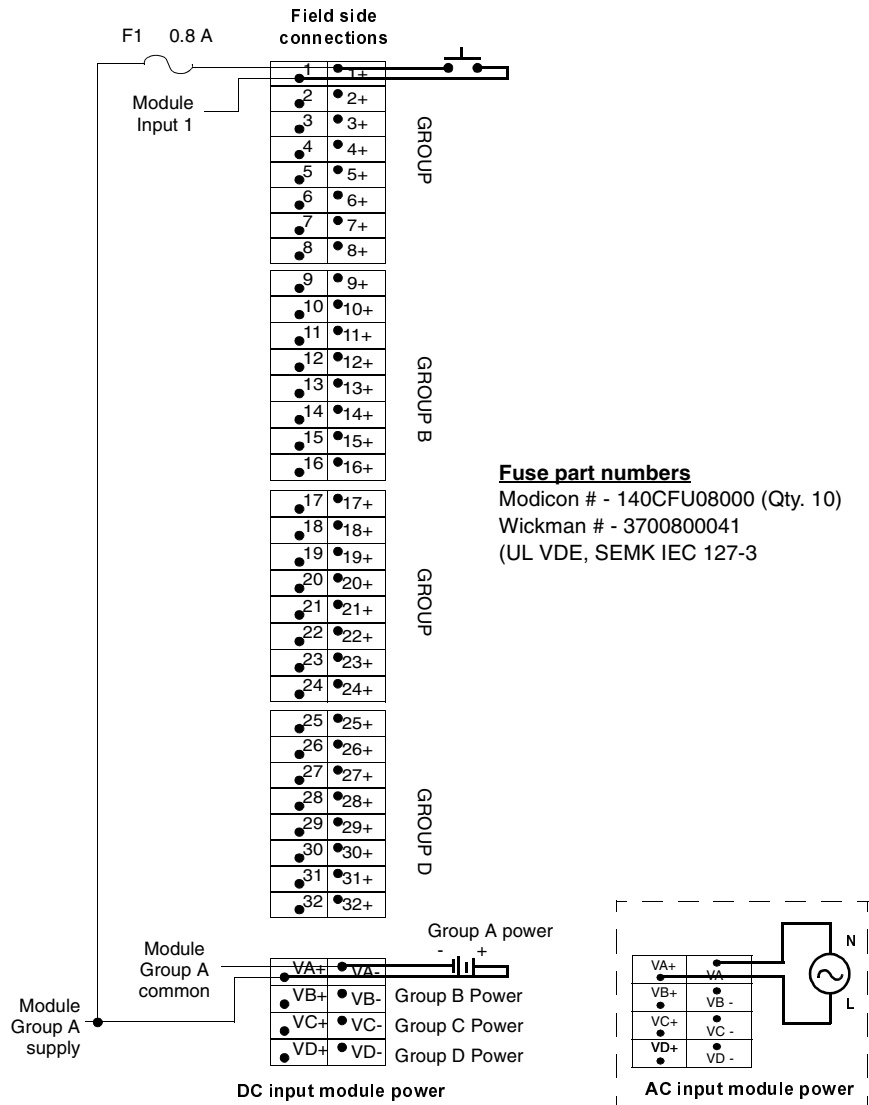 Field side
connections
F1 0.8 A
1 1+
Module
Input 1
2 2+
3 3+
4 4+
5 5+
6 6+
7 7+
8 8+
GROUP
9 9+
10 10+
11 11+
12 12+
13 13+
14 14+
15 15+
16 16+
GROUP B
Fuse part numbers
Modicon # - 140CFU08000 (Qty. 10)
Wickman # - 3700800041
(UL VDE, SEMK IEC 127-3
17 17+
18 18+
19 19+
20 20+
21 21+
22 22+
23 23+
24 24+
GROUP
25 25+
26 26+
27 27+
28 28+
29 29+
30 30+
31 31+
32 32+
GROUP D
Group A power
- +
Module
Group A
common
Module
Group A
supply
VA+ VA-
VB+ VB- Group B Power
VC+ VC- Group C Power
VD+ VD- Group D Power
DC input module power
N
L
VA+ VA
VB+ VB -
VC+ VC -
VD+ VD -
AC input module power